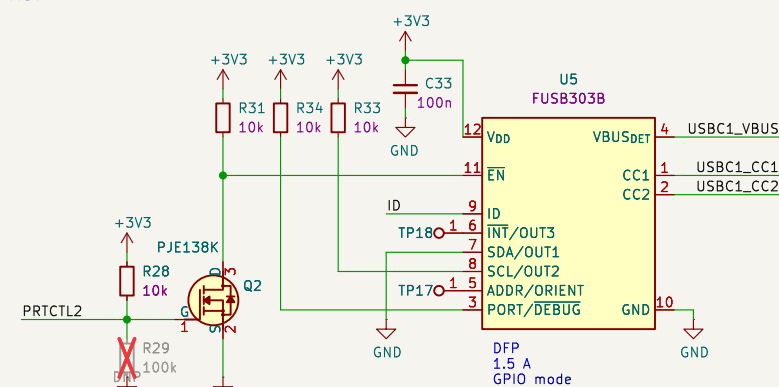 +3V3
+3V3
+3V3
+3V3
U5
FUSB303B
C33
100n
GND
R31
10k
R34
10k
R33
10k
12
VDD
VBUSDET
4
USBC1_VBUS
11
EN
CC1
1
USBC1_CC1
CC2
2
USBC1_CC2
ID
9
ID
TP18
1
6
INT/OUT3
7
SDA/OUT1
8
SCL/OUT2
TP17
1
5
ADDR/ORIENT
3
PORT/DEBUG
GND
10
+3V3
PJE138K
R28
10k
D
3
Q2
PRTCTL2
G
1
S
2
GND
GND
R29
100k
DFP
1.5 A
GPIO mode